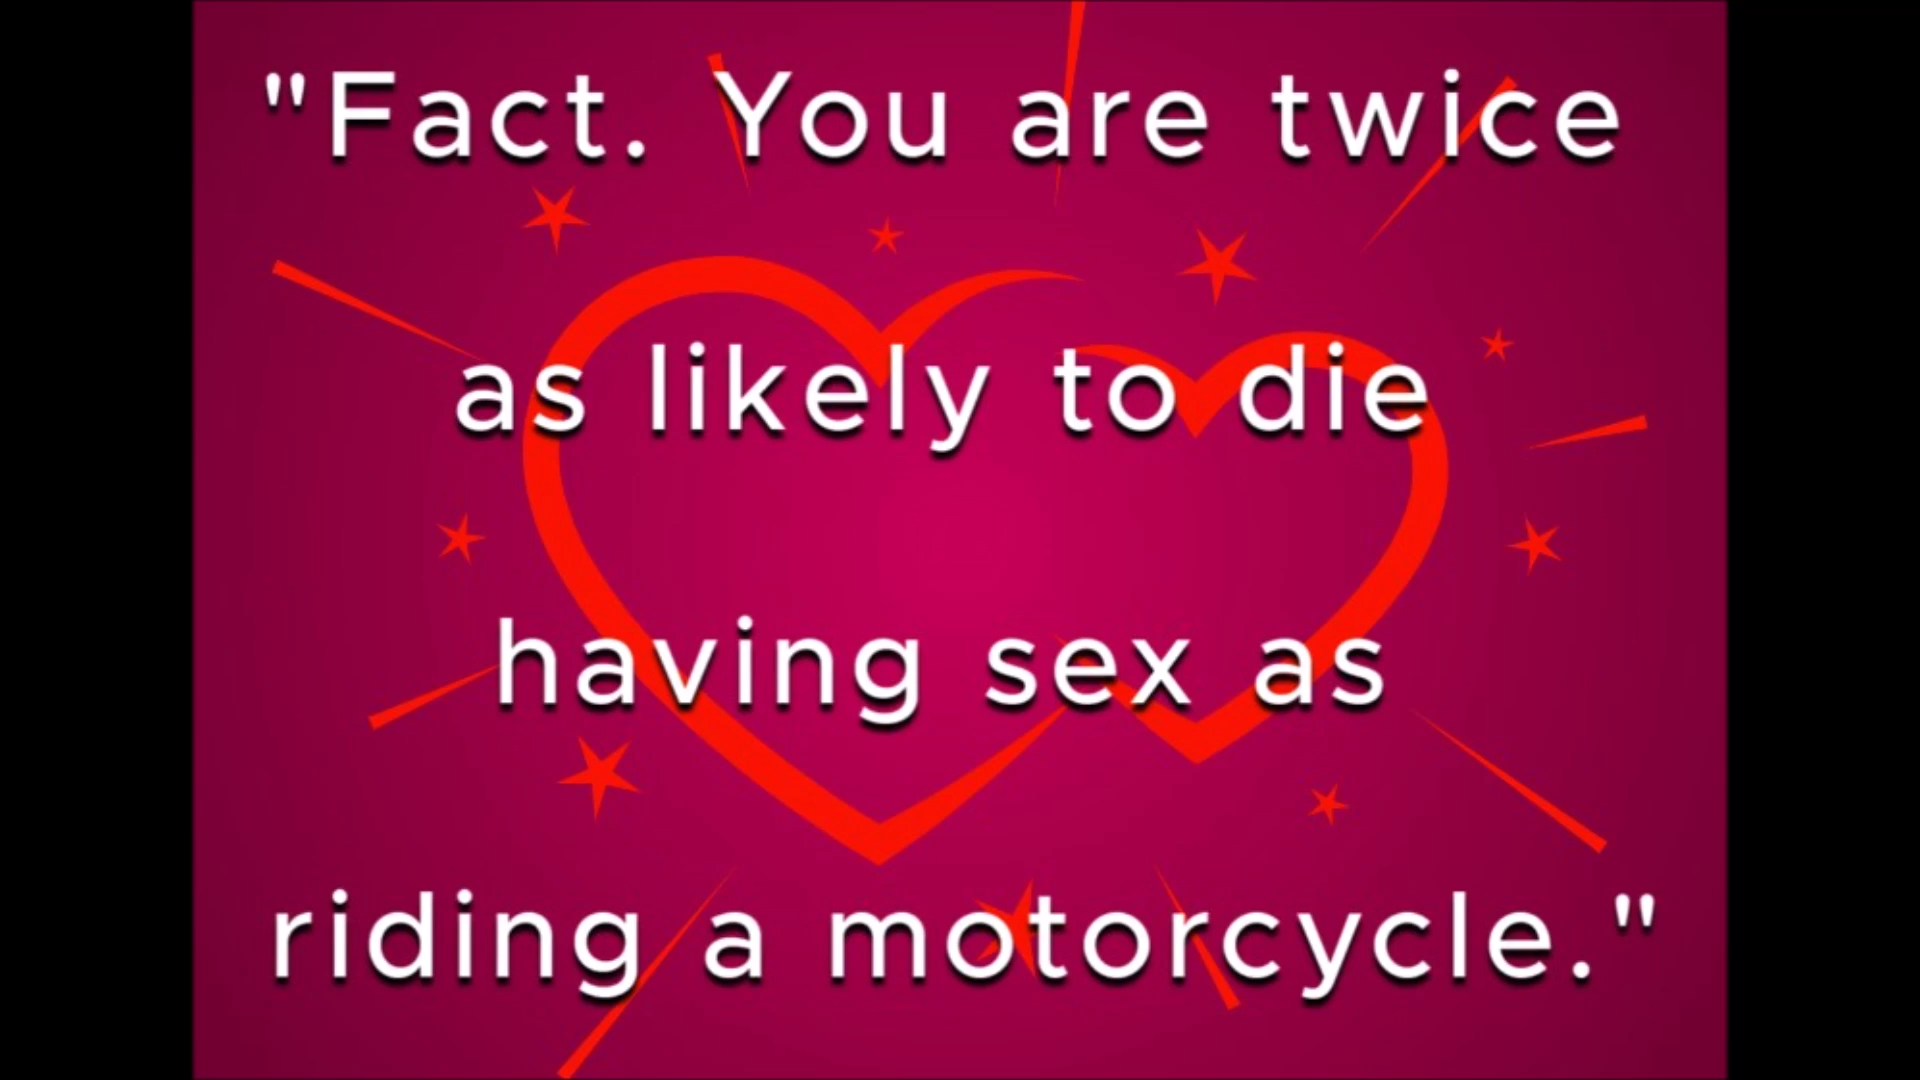 "Fact. You are twice
as likely to die
having sex as
riding a motorcycle."